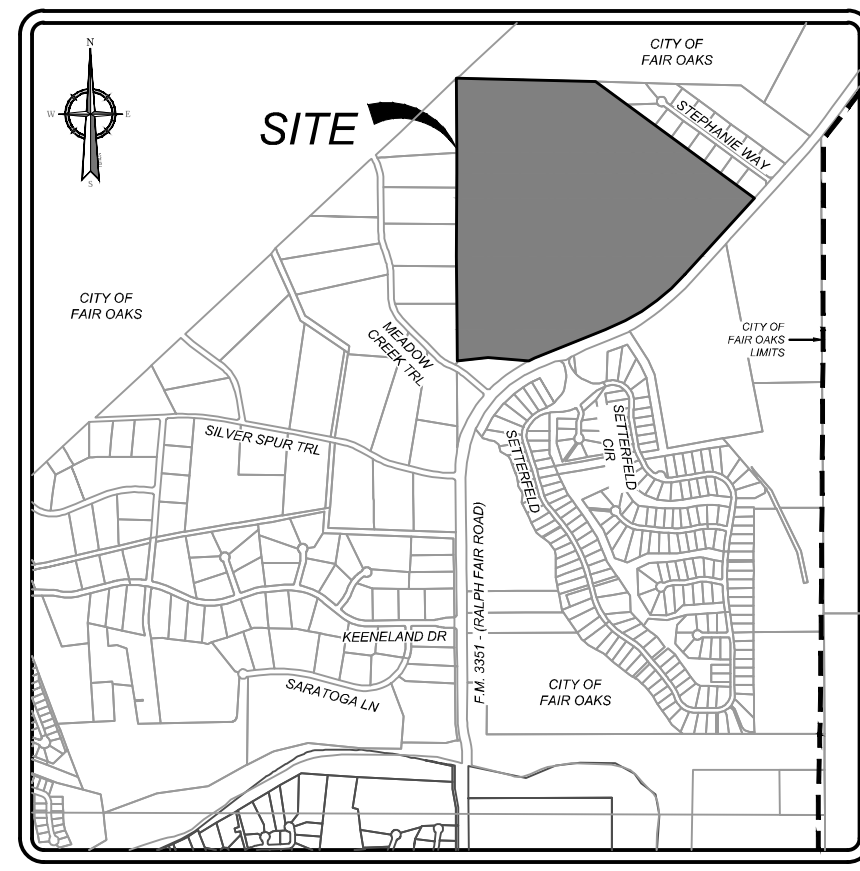 N
W
E
S
CITY OF
FAIR OAKS
SITE
STEPHANIE WAY
CITY OF
FAIR OAKS
MEADOW
CREEK TRL
CITY OF
FAIR OAKS
LIMITS
SILVER SPUR TRL
SETTERFELD
SETTERFELD
CIR
F.M. 3351 - (RALPH FAIR ROAD)
KEENELAND DR
SARATOGA LN
CITY OF
FAIR OAKS